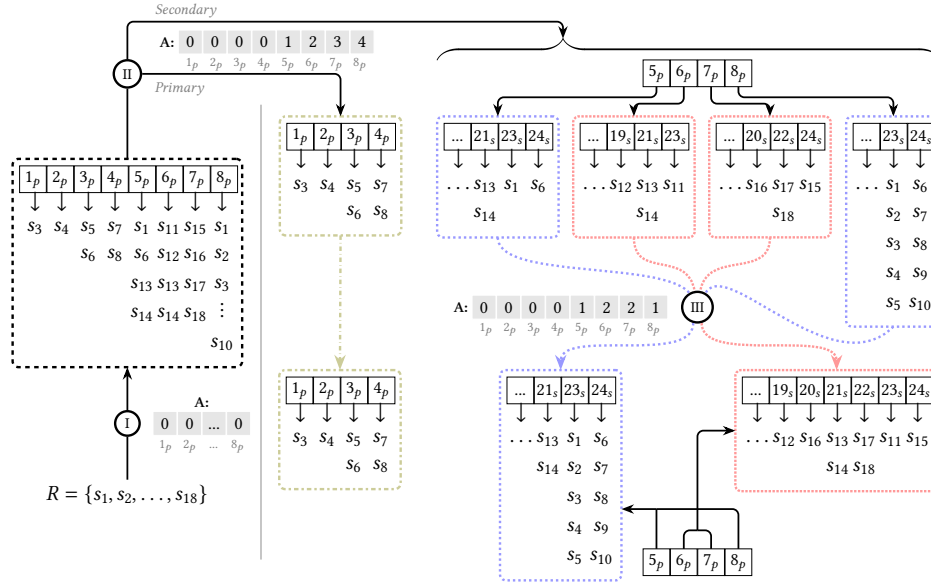 Secondary
A: 0 0 0 0 1 2 3 4
1p 2p 3p 4p 5p 6p 7p 8p
II
Primary
5p 6p 7p 8p
1p 2p 3p 4p
s3 s4 s5 s7
s6 s8
... 21s 23s 24s
... s13 s1 s6
s14
... 19s 21s 23s
... s12 s13 s11
s14
... 20s 22s 24s
... s16 s17 s15
s18
... 23s 24s
... s1 s6
s2 s7
s3 s8
s4 s9
s5 s10
1p 2p 3p 4p 5p 6p 7p 8p
s3 s4 s5 s7 s1 s11 s15 s1
s6 s8 s6 s12 s16 s2
s13 s13 s17 s3
s14 s14 s18 ⋮
s10
A: 0 0 0 0 1 2 2 1
1p 2p 3p 4p 5p 6p 7p 8p
III
I
A:
0 0 ... 0
1p 2p ... 8p
R = {s1, s2, . . . , s18}
1p 2p 3p 4p
s3 s4 s5 s7
s6 s8
... 21s 23s 24s
... s13 s1 s6
s14 s2 s7
s3 s8
s4 s9
s5 s10
... 19s 20s 21s 22s 23s 24s
... s12 s16 s13 s17 s11 s15
s14 s18
5p 6p 7p 8p